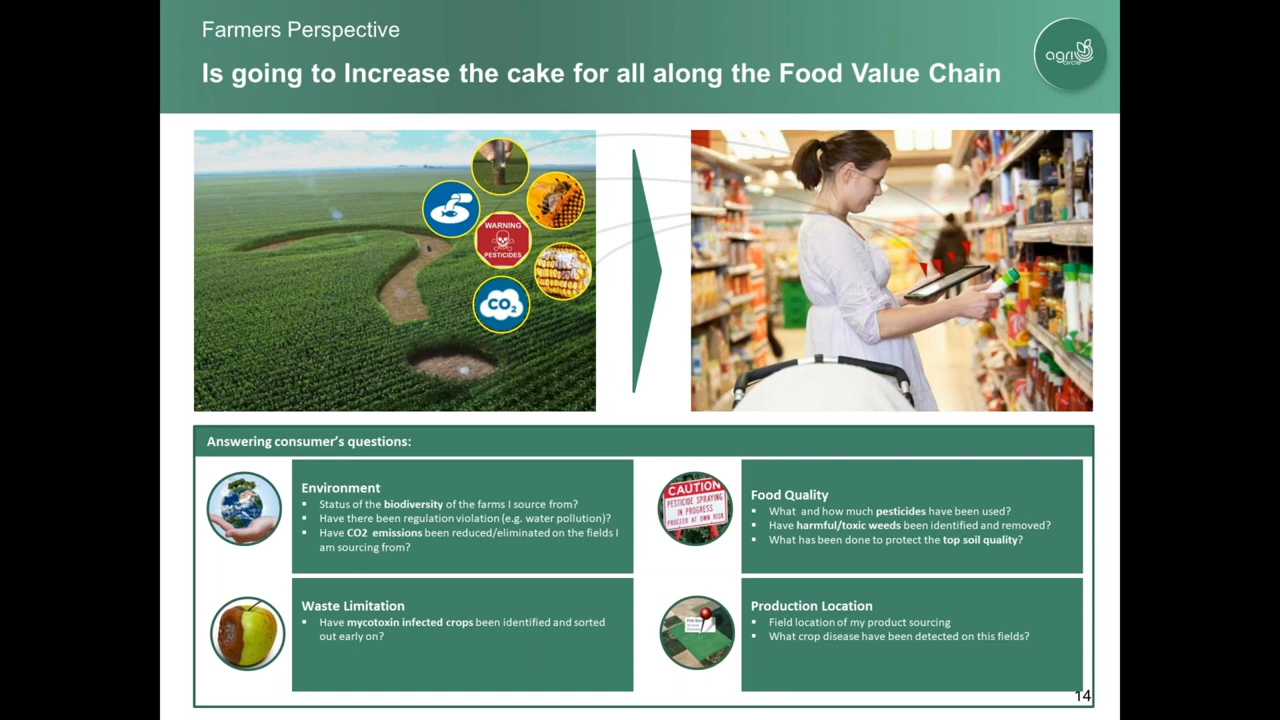 Farmers Perspective
Is going to Increase the cake for all along the Food Value Chain
agri
circle
WARNING
PESTICIDES
CO2
Answering consumer's questions:
Environment
▪ Status of the biodiversity of the farms I source from?
▪ Have there been regulation violation (e.g. water pollution)?
▪ Have CO2 emissions been reduced/eliminated on the fields I
am sourcing from?
CAUTION
PESTICIDE SPRAYING
IN PROGRESS
PROCEED AT OWN RISK
Food Quality
▪ What and how much pesticides have been used?
▪ Have harmful/toxic weeds been identified and removed?
▪ What has been done to protect the top soil quality?
Waste Limitation
▪ Have mycotoxin infected crops been identified and sorted
out early on?
Production Location
▪ Field location of my product sourcing
▪ What crop disease have been detected on this fields?
14